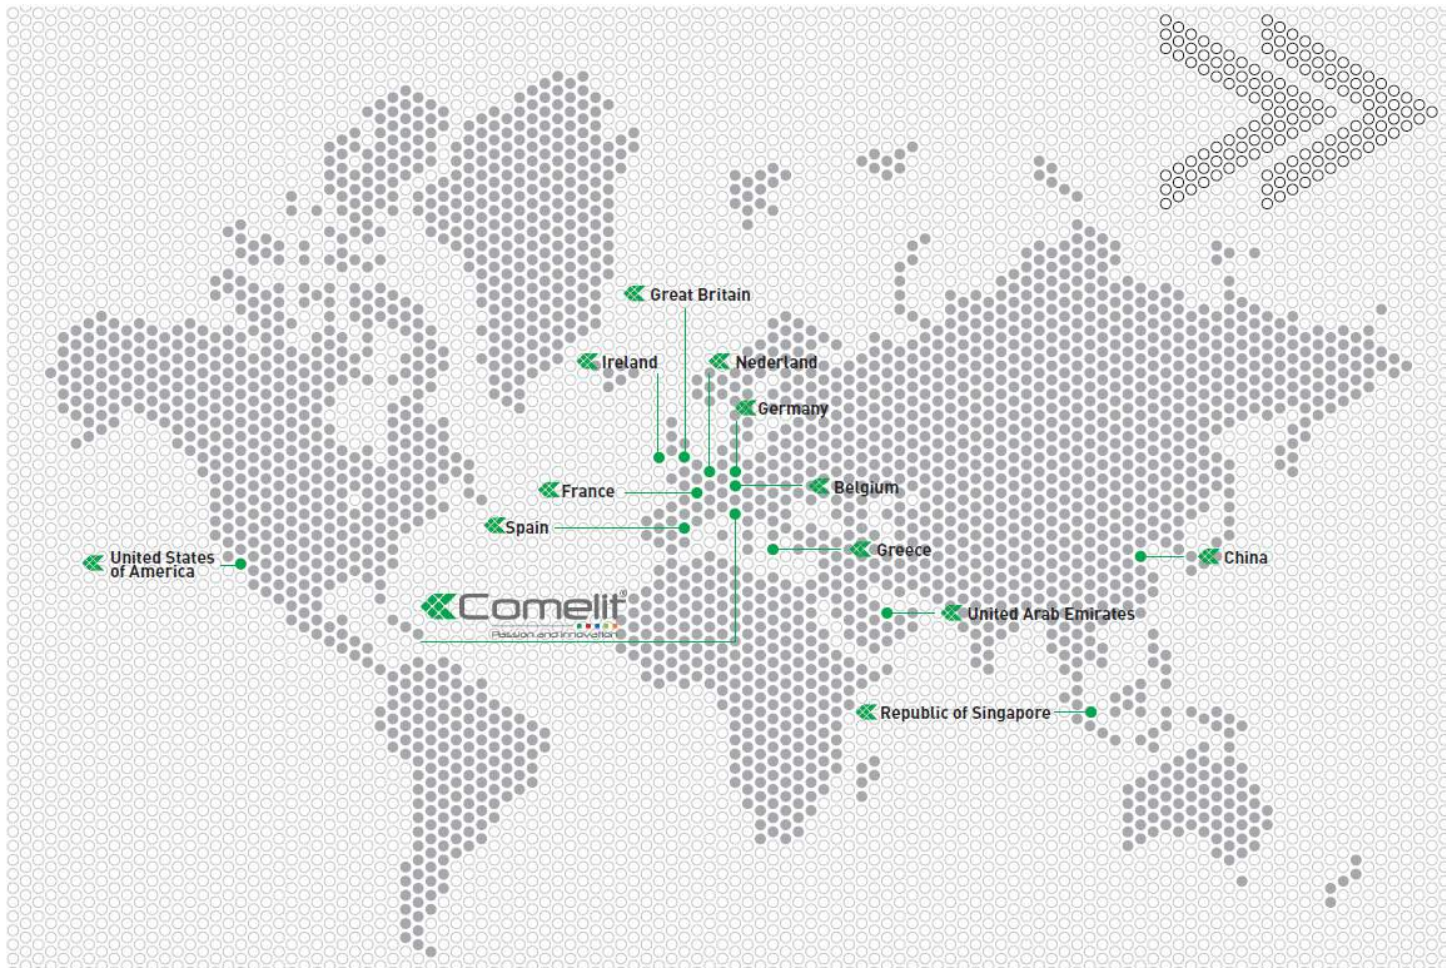 Great Britain
Ireland
Nederland
Germany
France
Belgium
Spain
Greece
United States
of America
China
Comelit®
Passion and innovation
United Arab Emirates
Republic of Singapore